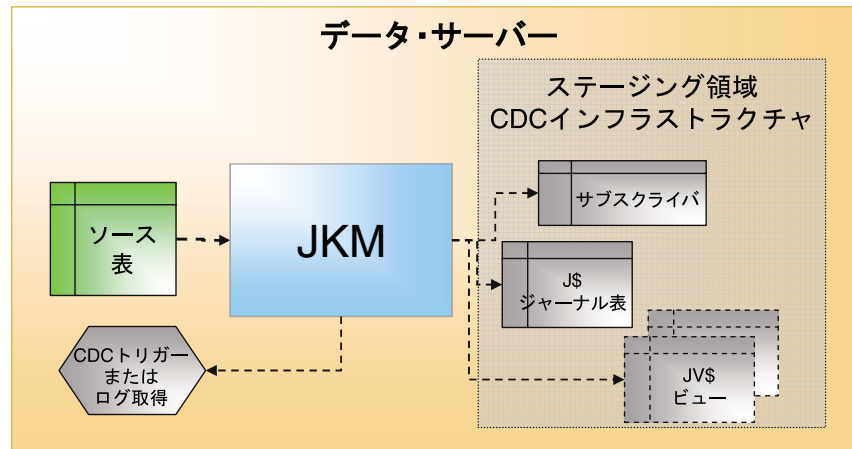 データ・サーバー
ステージング領域
CDCインフラストラクチャ
サブスクライバ
ソース
表
JKM
J$
ジャーナル表
CDCトリガー
または
ログ取得
JV$
ビュー